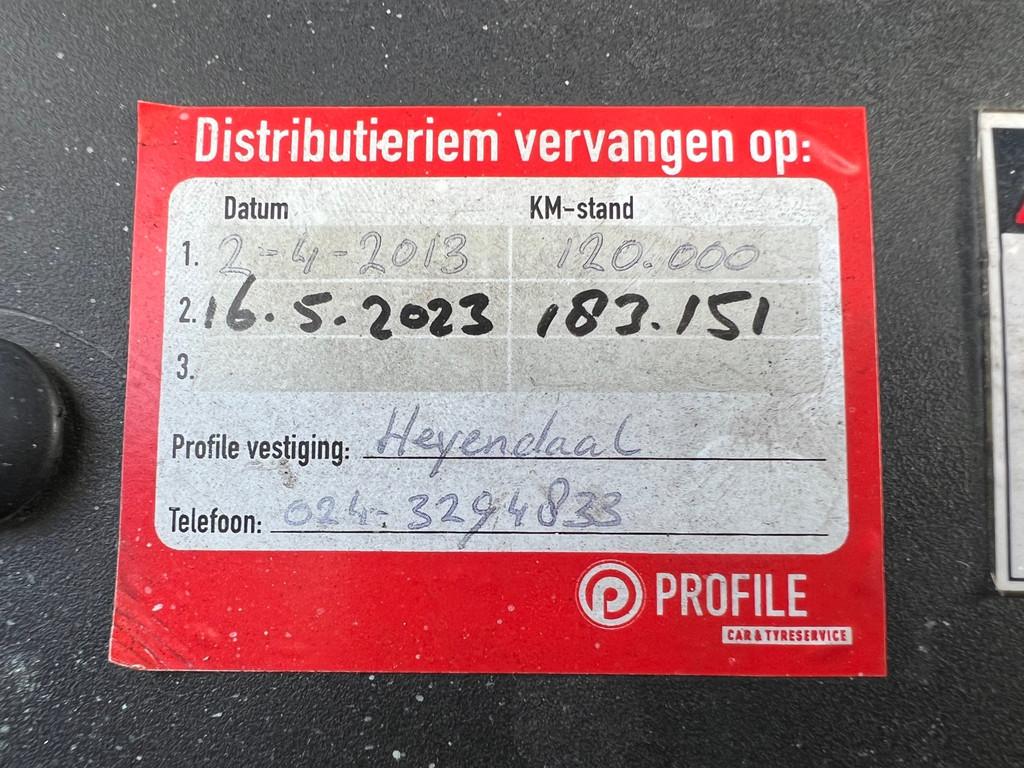 Distributieriem vervangen op:
Datum KM-stand
1. 2-4-2013 120.000
2. 16.5.2023 183.151
3.
Profile vestiging: Heyendaal
Telefoon: 024-3294833
PROFILE
CAR & TYRESERVICE